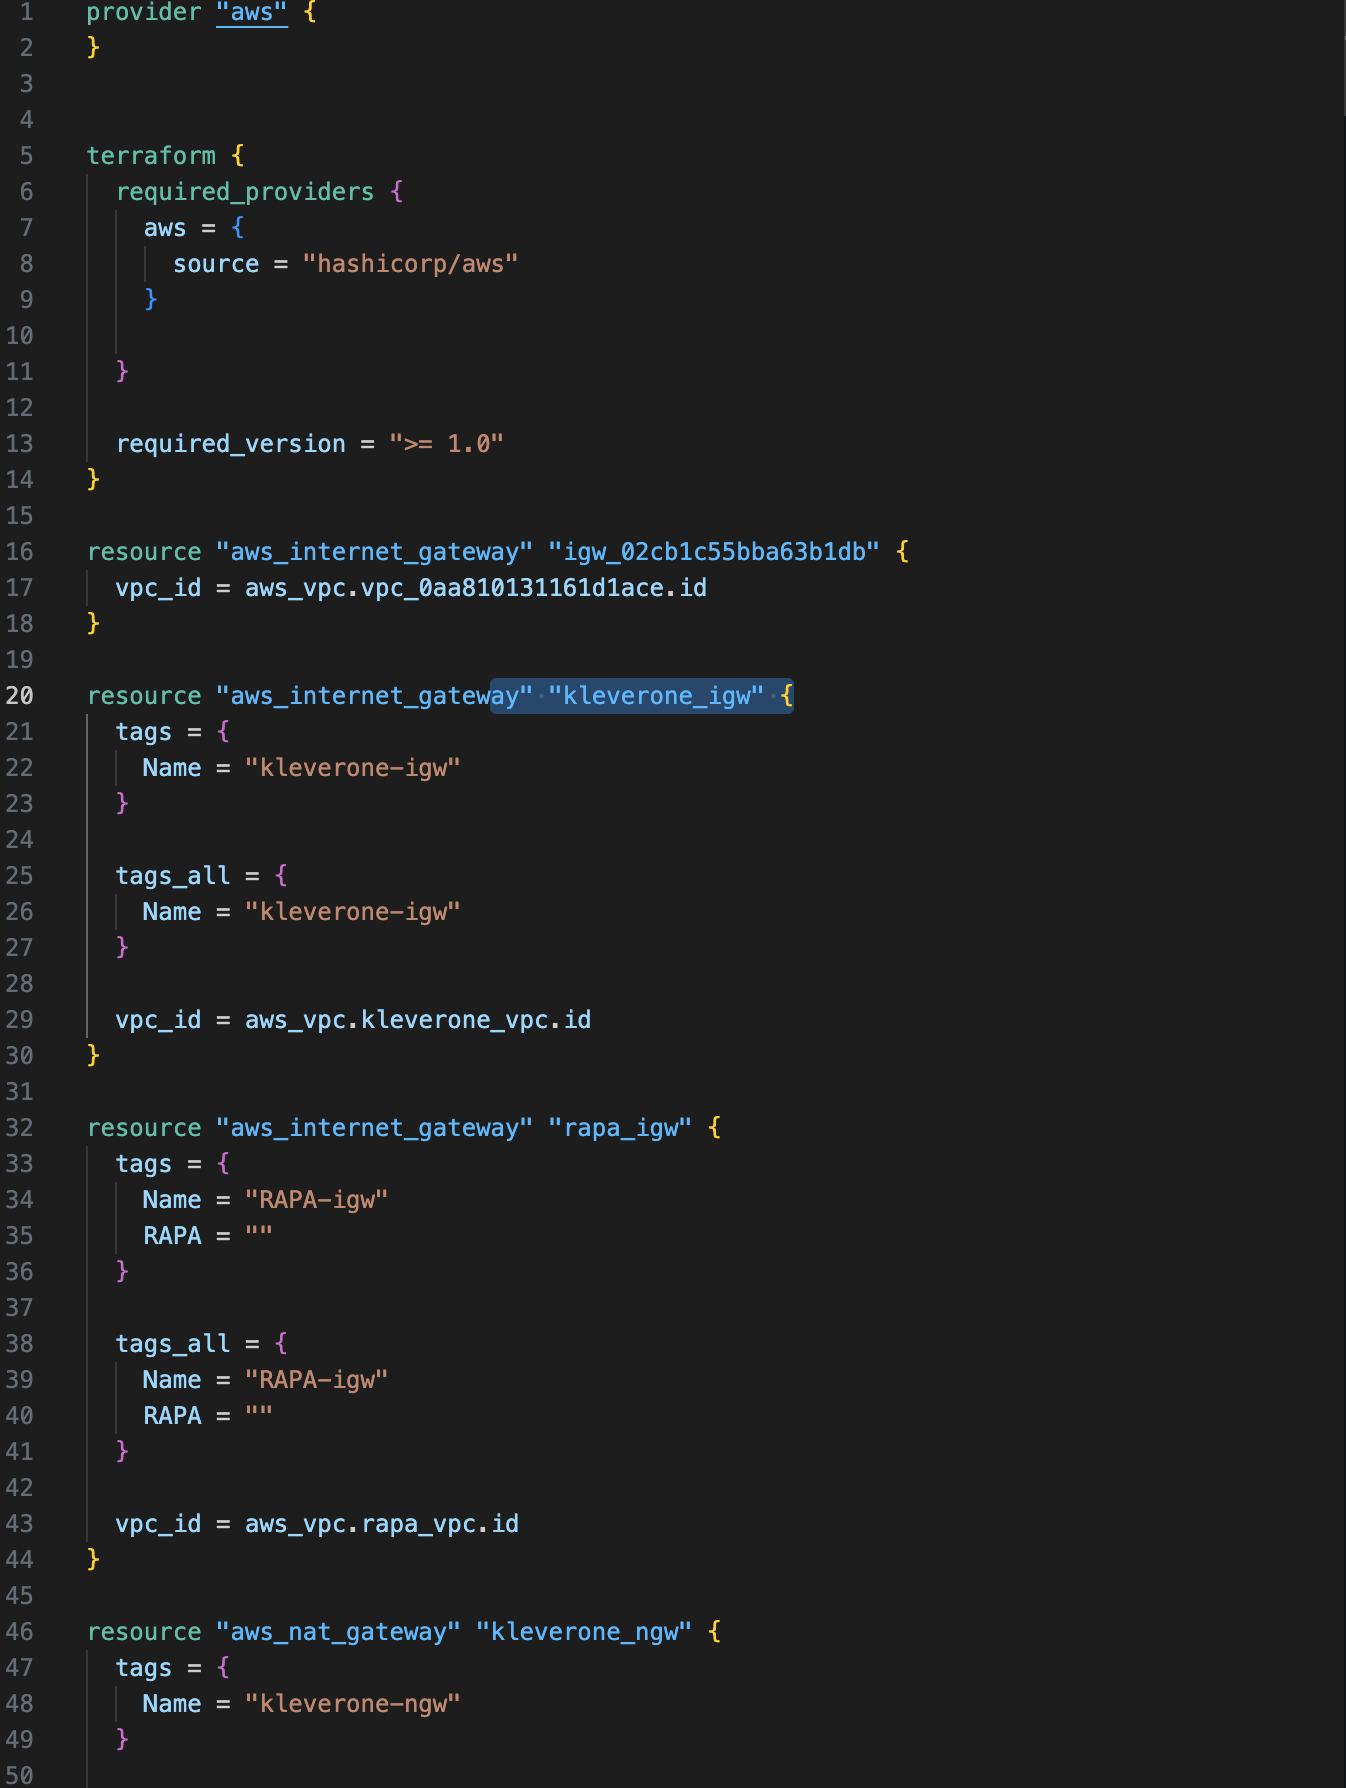 1 provider "aws" {
2 }
3
4
5 terraform {
6 required_providers {
7 aws = {
8 source = "hashicorp/aws"
9 }
10
11 }
12
13 required_version = ">= 1.0"
14 }
15
16 resource "aws_internet_gateway" "igw_02cb1c55bba63b1db" {
17 vpc_id = aws_vpc.vpc_0aa810131161d1ace.id
18 }
19
20 resource "aws_internet_gateway" "kleverone_igw" {
21 tags = {
22 Name = "kleverone-igw"
23 }
24
25 tags_all = {
26 Name = "kleverone-igw"
27 }
28
29 vpc_id = aws_vpc.kleverone_vpc.id
30 }
31
32 resource "aws_internet_gateway" "rapa_igw" {
33 tags = {
34 Name = "RAPA-igw"
35 RAPA = ""
36 }
37
38 tags_all = {
39 Name = "RAPA-igw"
40 RAPA = ""
41 }
42
43 vpc_id = aws_vpc.rapa_vpc.id
44 }
45
46 resource "aws_nat_gateway" "kleverone_ngw" {
47 tags = {
48 Name = "kleverone-ngw"
49 }
50